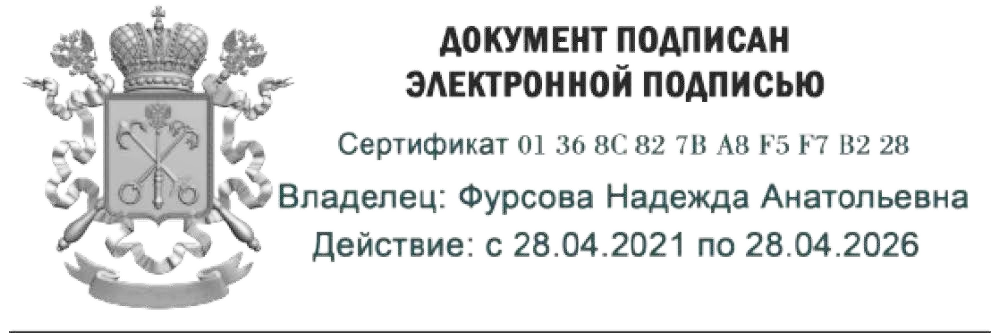 ДОКУМЕНТ ПОДПИСАН
ЭЛЕКТРОННОЙ ПОДПИСЬЮ
Сертификат 01 36 8C 82 7B A8 F5 F7 B2 28
Владелец: Фурсова Надежда Анатольевна
Действие: с 28.04.2021 по 28.04.2026